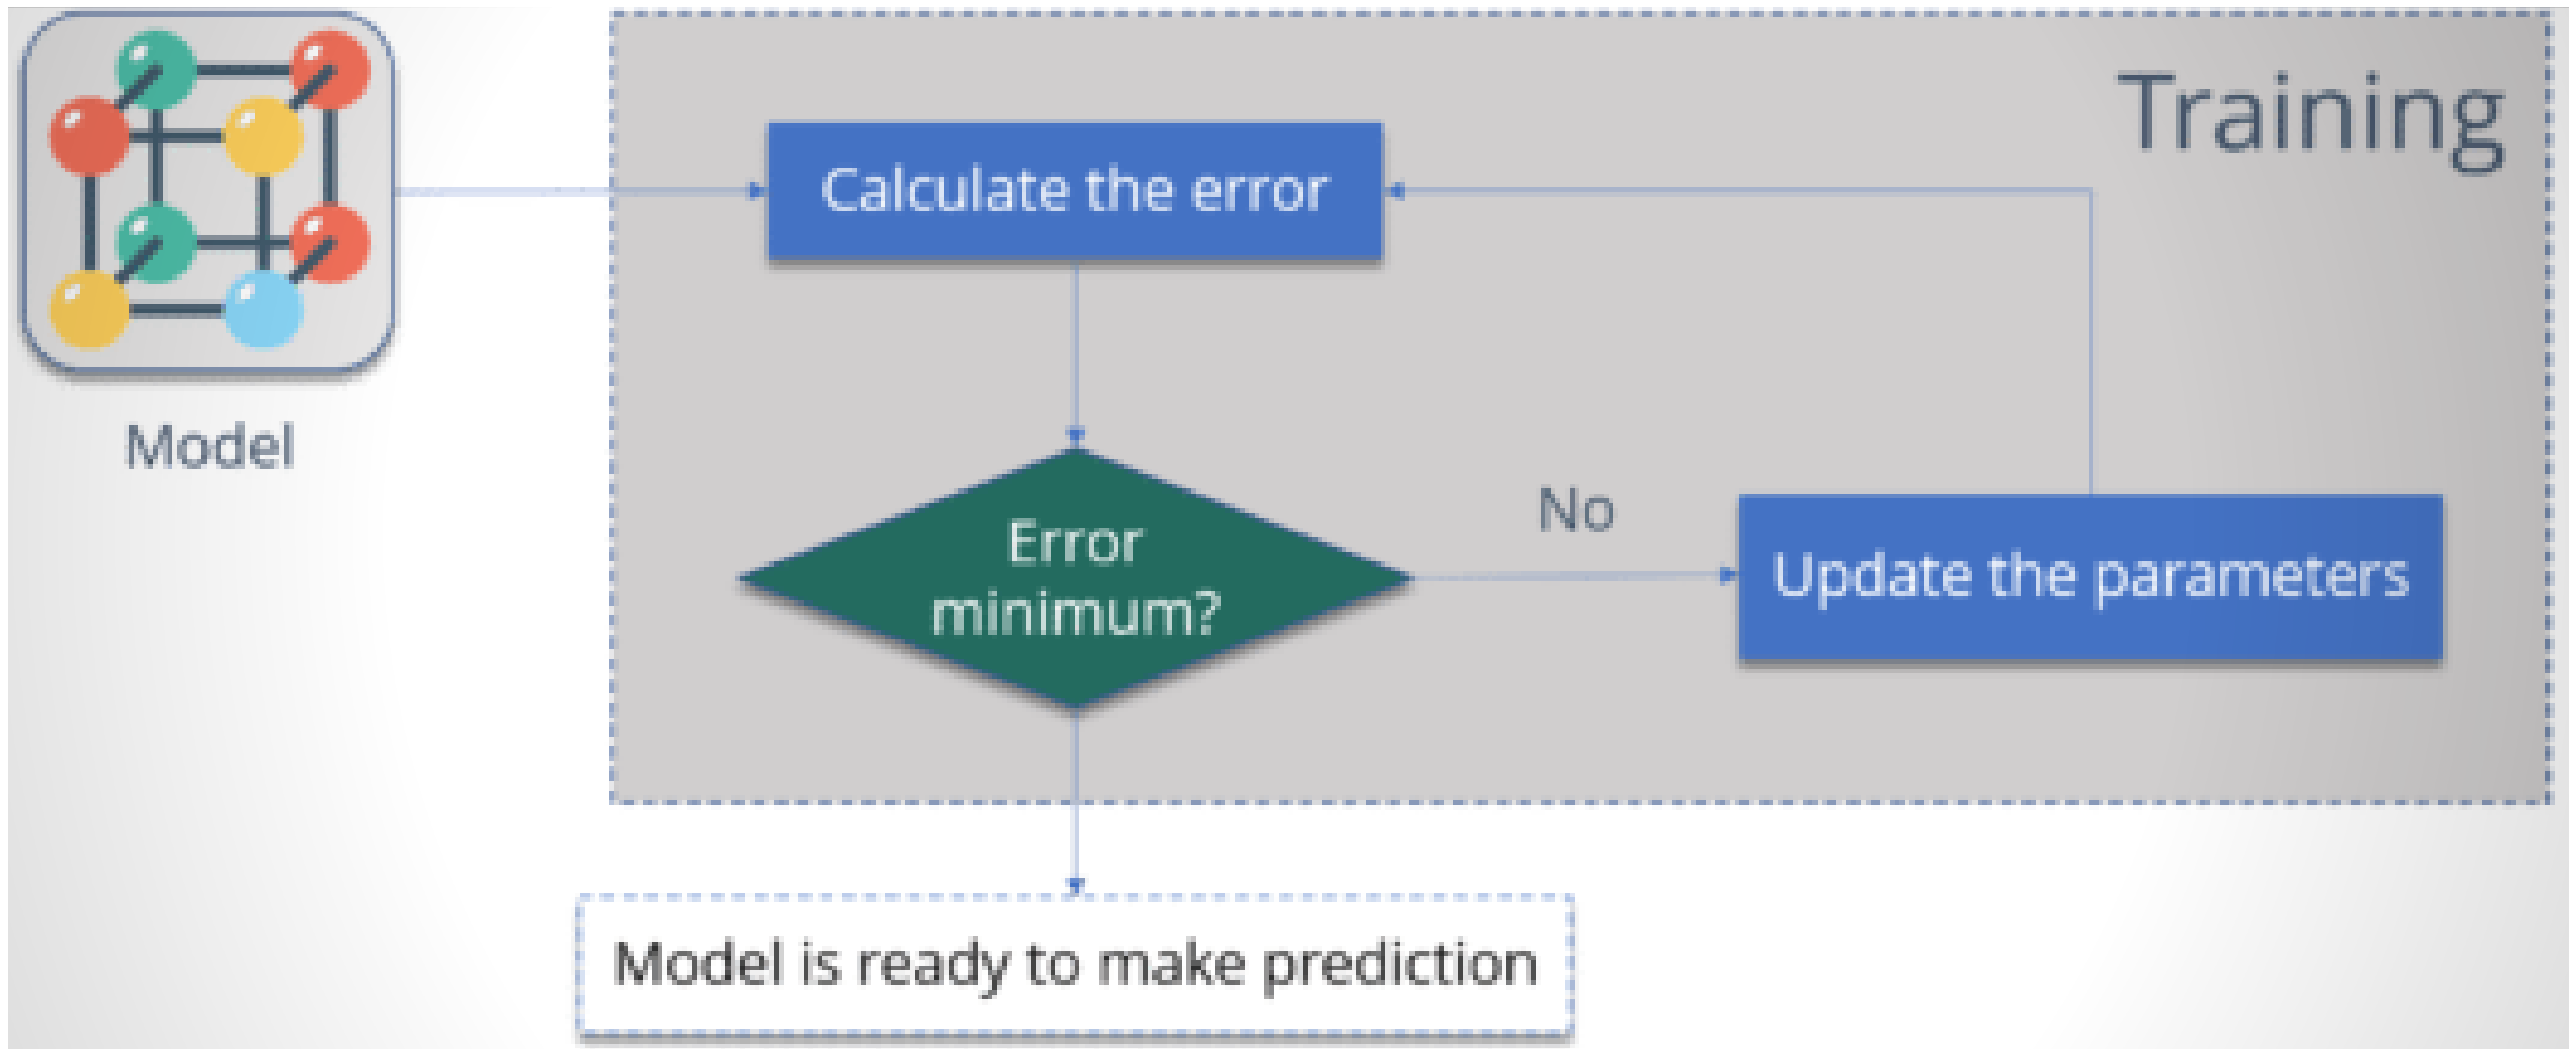 Training
Calculate the error
Model
Error
minimum?
No
Update the parameters
Model is ready to make prediction